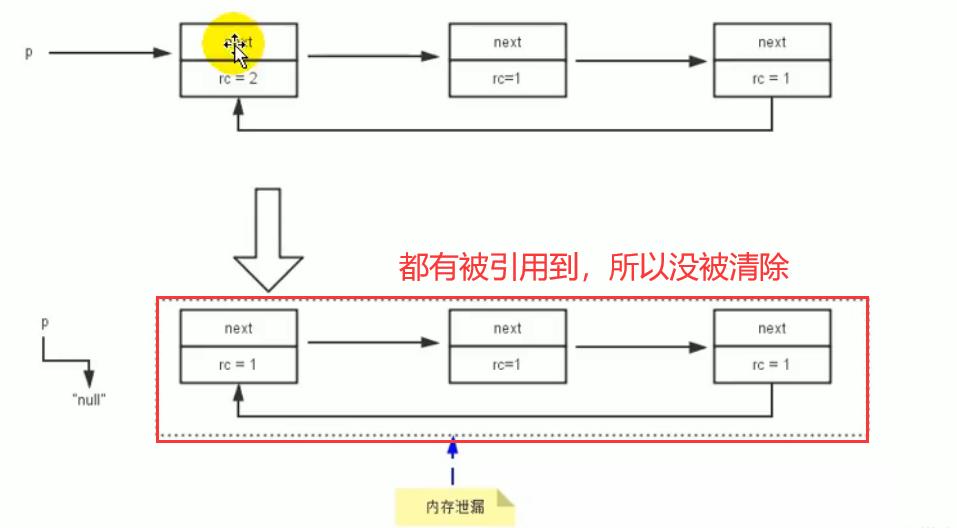 p
next
next
rc = 2
rc=1
rc = 1
都有被引用到，所以没被清除
p
next
next
next
rc = 1
rc=1
rc = 1
"null"
内存泄漏